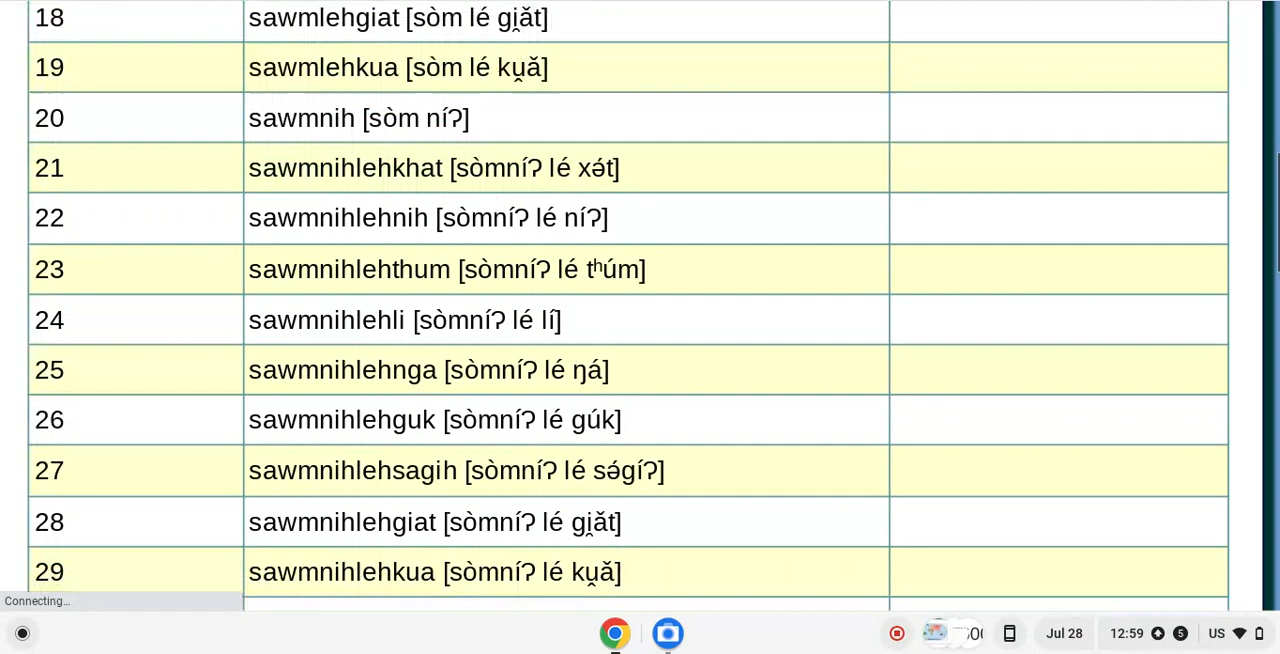 18 sawmlehgiat [sòm lé gi̯ǎt]
19 sawmlehkua [sòm lé ku̯ǎ]
20 sawmnih [sòm níʔ]
21 sawmnihlehkhat [sòmníʔ lé xə́t]
22 sawmnihlehnih [sòmníʔ lé níʔ]
23 sawmnihlehthum [sòmníʔ lé tʰúm]
24 sawmnihlehli [sòmníʔ lé lí]
25 sawmnihlehnga [sòmníʔ lé ŋá]
26 sawmnihlehguk [sòmníʔ lé gúk]
27 sawmnihlehsagih [sòmníʔ lé sə́gíʔ]
28 sawmnihlehgiat [sòmníʔ lé gi̯ǎt]
29 sawmnihlehkua [sòmníʔ lé ku̯ǎ]
Connecting...
Jul 28 12:59 5 US